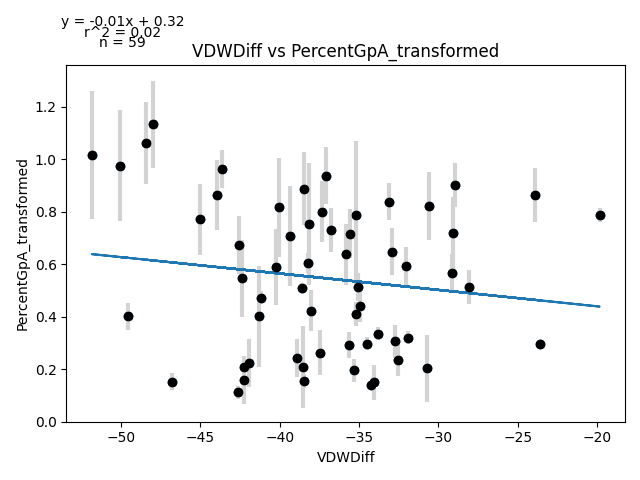 y = -0.01x + 0.32
r^2 = 0.02
n = 59
VDWDiff vs PercentGpA_transformed
PercentGpA_transformed
1.2
1.0
0.8
0.6
0.4
0.2
0.0
−50 −45 −40 −35 −30 −25 −20
VDWDiff